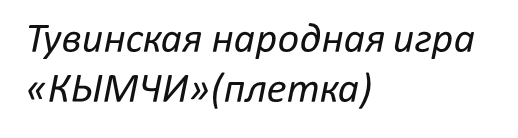 Тувинская народная игра
«КЫМЧИ»(плетка)